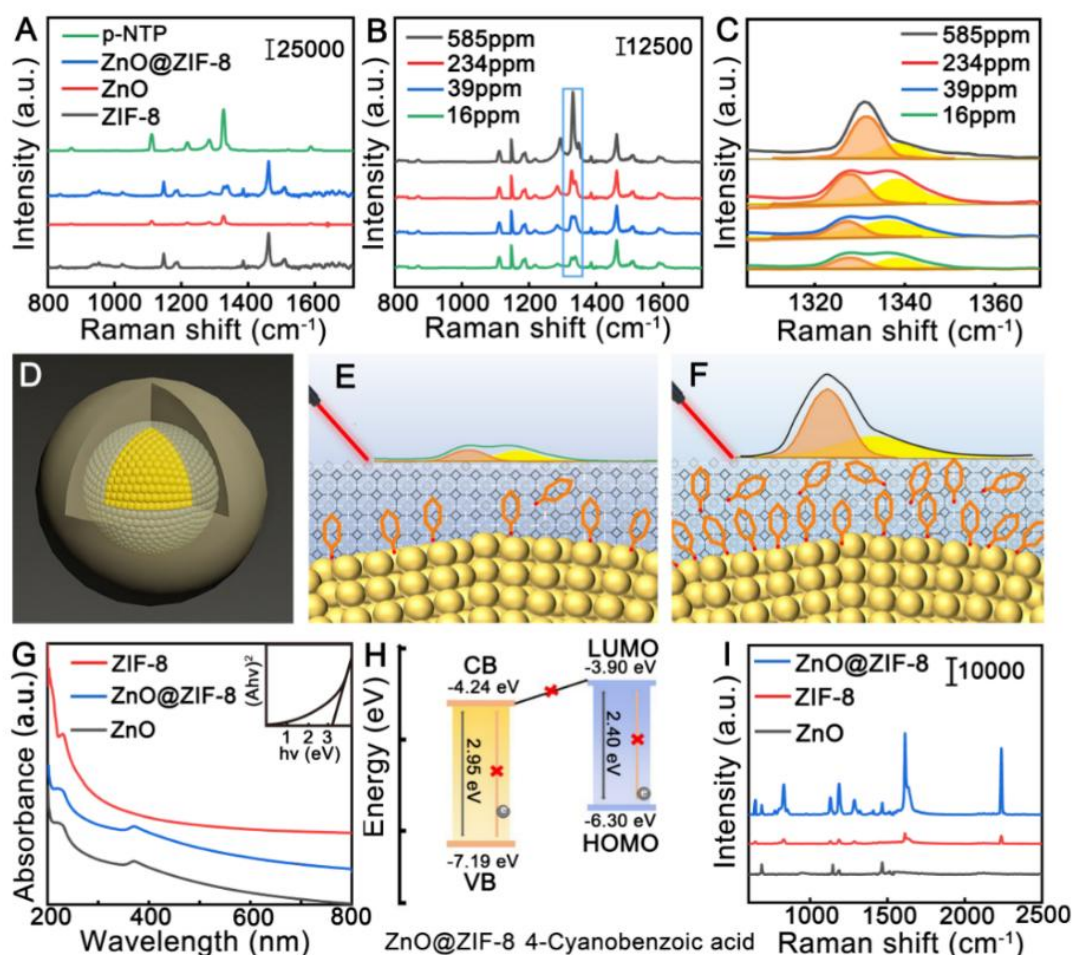 A
p-NTP
ZnO@ZIF-8
ZnO
ZIF-8
25000
Intensity (a.u.)
800 1000 1200 1400 1600
Raman shift (cm⁻¹)
B
585ppm
234ppm
39ppm
16ppm
12500
Intensity (a.u.)
800 1000 1200 1400 1600
Raman shift (cm⁻¹)
C
585ppm
234ppm
39ppm
16ppm
Intensity (a.u.)
1320 1340 1360
Raman shift (cm⁻¹)
D
E
F
G
ZIF-8
ZnO@ZIF-8
ZnO
(Ahv)²
1 2 3
hv (eV)
Absorbance (a.u.)
200 400 600 800
Wavelength (nm)
H
Energy (eV)
CB
-4.24 eV
2.95 eV
-7.19 eV
VB
LUMO
-3.90 eV
2.40 eV
-6.30 eV
HOMO
ZnO@ZIF-8 4-Cyanobenzoic acid
I
ZnO@ZIF-8
ZIF-8
ZnO
10000
Intensity (a.u.)
1000 1500 2000 2500
Raman shift (cm⁻¹)